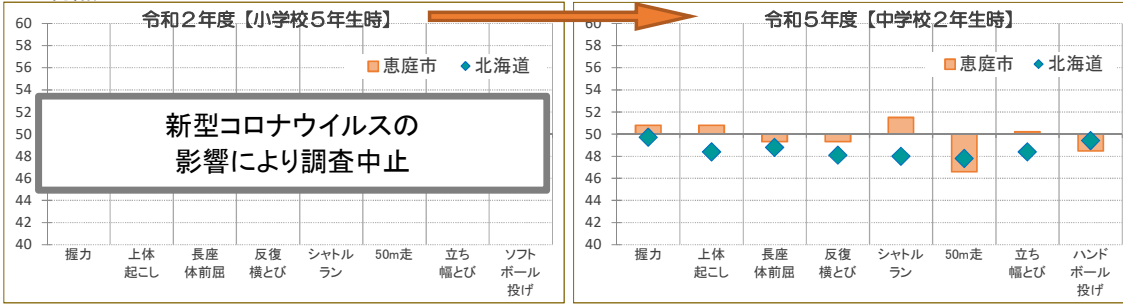 令和２年度【小学校５年生時】
60
58
56
54
52
50
48
46
44
42
40
恵庭市 北海道
新型コロナウイルスの
影響により調査中止
握力 上体 長座 反復 シャトル 50m走 立ち ソフト
起こし 体前屈 横とび ラン 幅とび ボール
投げ
令和５年度【中学校２年生時】
60
58
56
54
52
50
48
46
44
42
40
恵庭市 北海道
握力 上体 長座 反復 シャトル 50m走 立ち ハンド
起こし 体前屈 横とび ラン 幅とび ボール
投げ